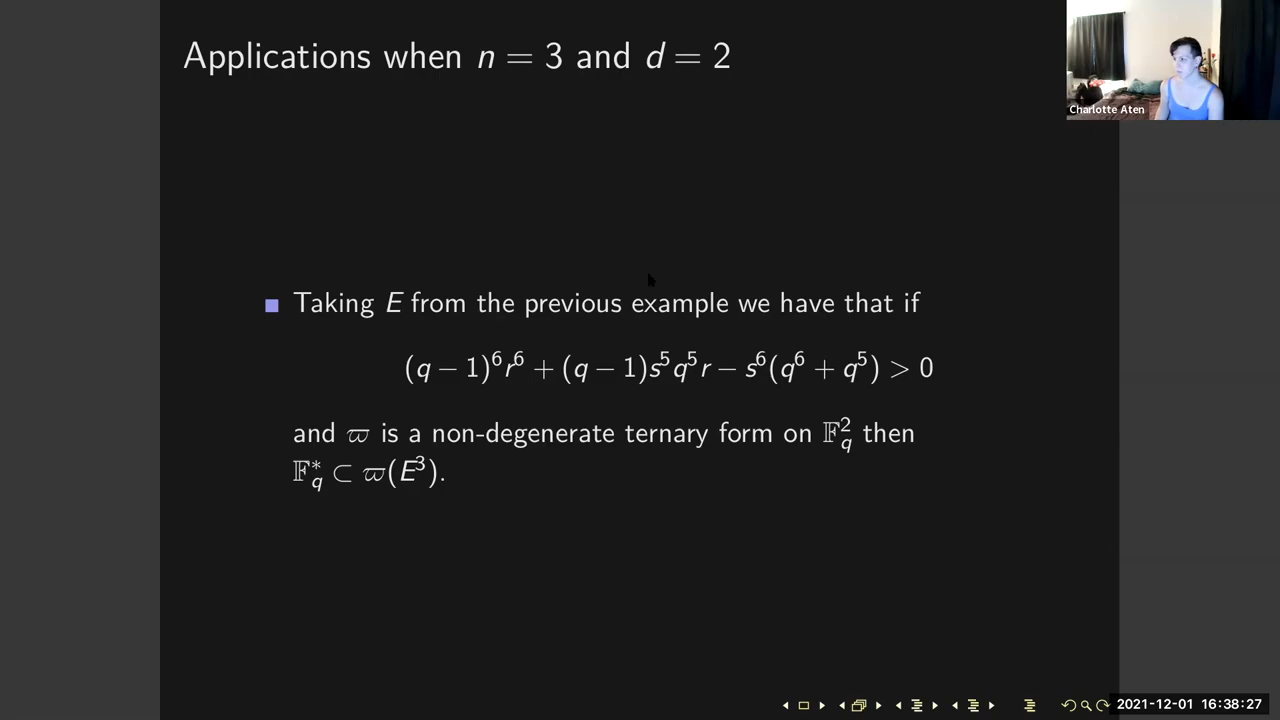 Applications when n = 3 and d = 2
Charlotte Aten
Taking E from the previous example we have that if
(q − 1)⁶r⁶ + (q − 1)s⁵q⁵r − s⁶(q⁶ + q⁵) > 0
and ϖ is a non-degenerate ternary form on 𝔽_q² then
𝔽_q* ⊂ ϖ(E³).
2021-12-01 16:38:27